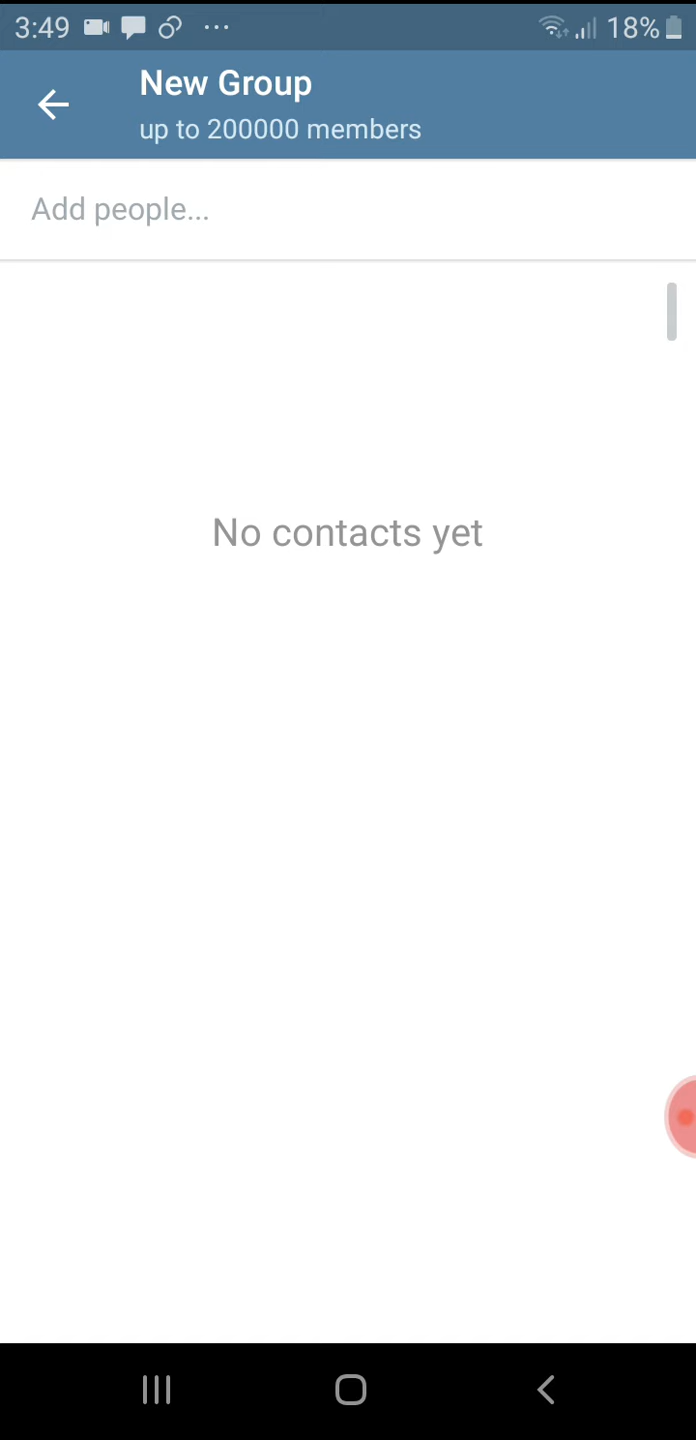 3:49 ... 18%
New Group
up to 200000 members
Add people...
No contacts yet